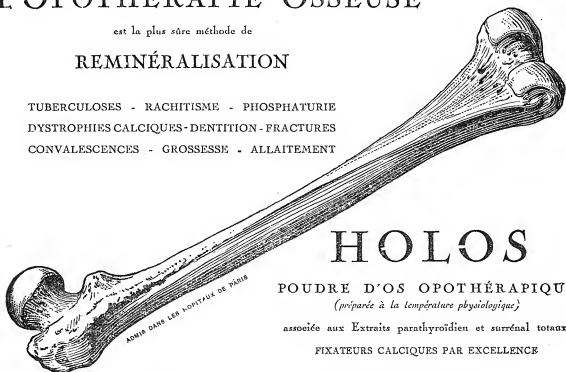 L'OPOTHÉRAPIE OSSEUSE
est la plus sûre méthode de
REMINÉRALISATION
TUBERCULOSES - RACHITISME - PHOSPHATURIE
DYSTROPHIES CALCIQUES - DENTITION - FRACTURES
CONVALESCENCES - GROSSESSE - ALLAITEMENT
ADMIS DANS LES HOPITAUX DE PARIS
HOLOS
POUDRE D'OS OPOTHÉRAPIQU
(préparée à la température physiologique)
associée aux Extraits parathyroïdien et surrénal totaux
FIXATEURS CALCIQUES PAR EXCELLENCE